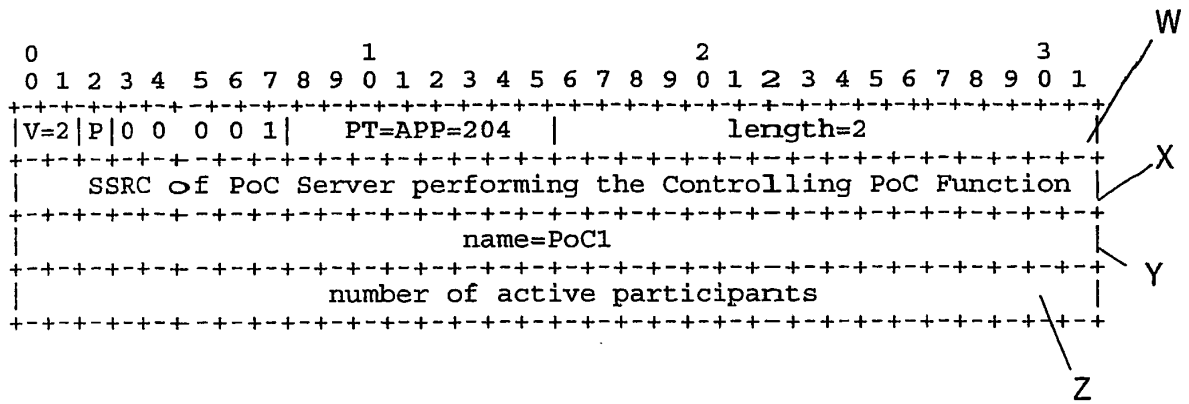 W
0 1 2 3
0 1 2 3 4 5 6 7 8 9 0 1 2 3 4 5 6 7 8 9 0 1 2 3 4 5 6 7 8 9 0 1
+-+-+-+-+-+-+-+-+-+-+-+-+-+-+-+-+-+-+-+-+-+-+-+-+-+-+-++-+-+-+-+-+
|V=2|P|0 0 0 0 1| PT=APP=204 | length=2 |
+-+-+-+-+-+-+-+-+-+-+-+-+-+-+-+-+-+-+-+-+-+-+-+-+-+-+-+-+-+-+-+-+
X
| SSRC of PoC Server performing the Controlling PoC Function |
+-+-+-+-+-+-+-+-+-+-+-+-+-+-+-+-+-+-+-+-+-+-+-+-+-+-+-+-+-+-+-+-+
| name=PoC1 |
+-+-+-+-+-+-+-+-+-+-+-+-+-+-+-+-+-+-+-+-+-+-+-+-+-+-+-+-+-+-+-+-+
Y
| number of active participants |
+-+-+-+-+-+-+-+-+-+-+-+-+-+-+-+-+-+-+-+-+-+-+-+-+-+-+-+-+-+-+-+-+
Z